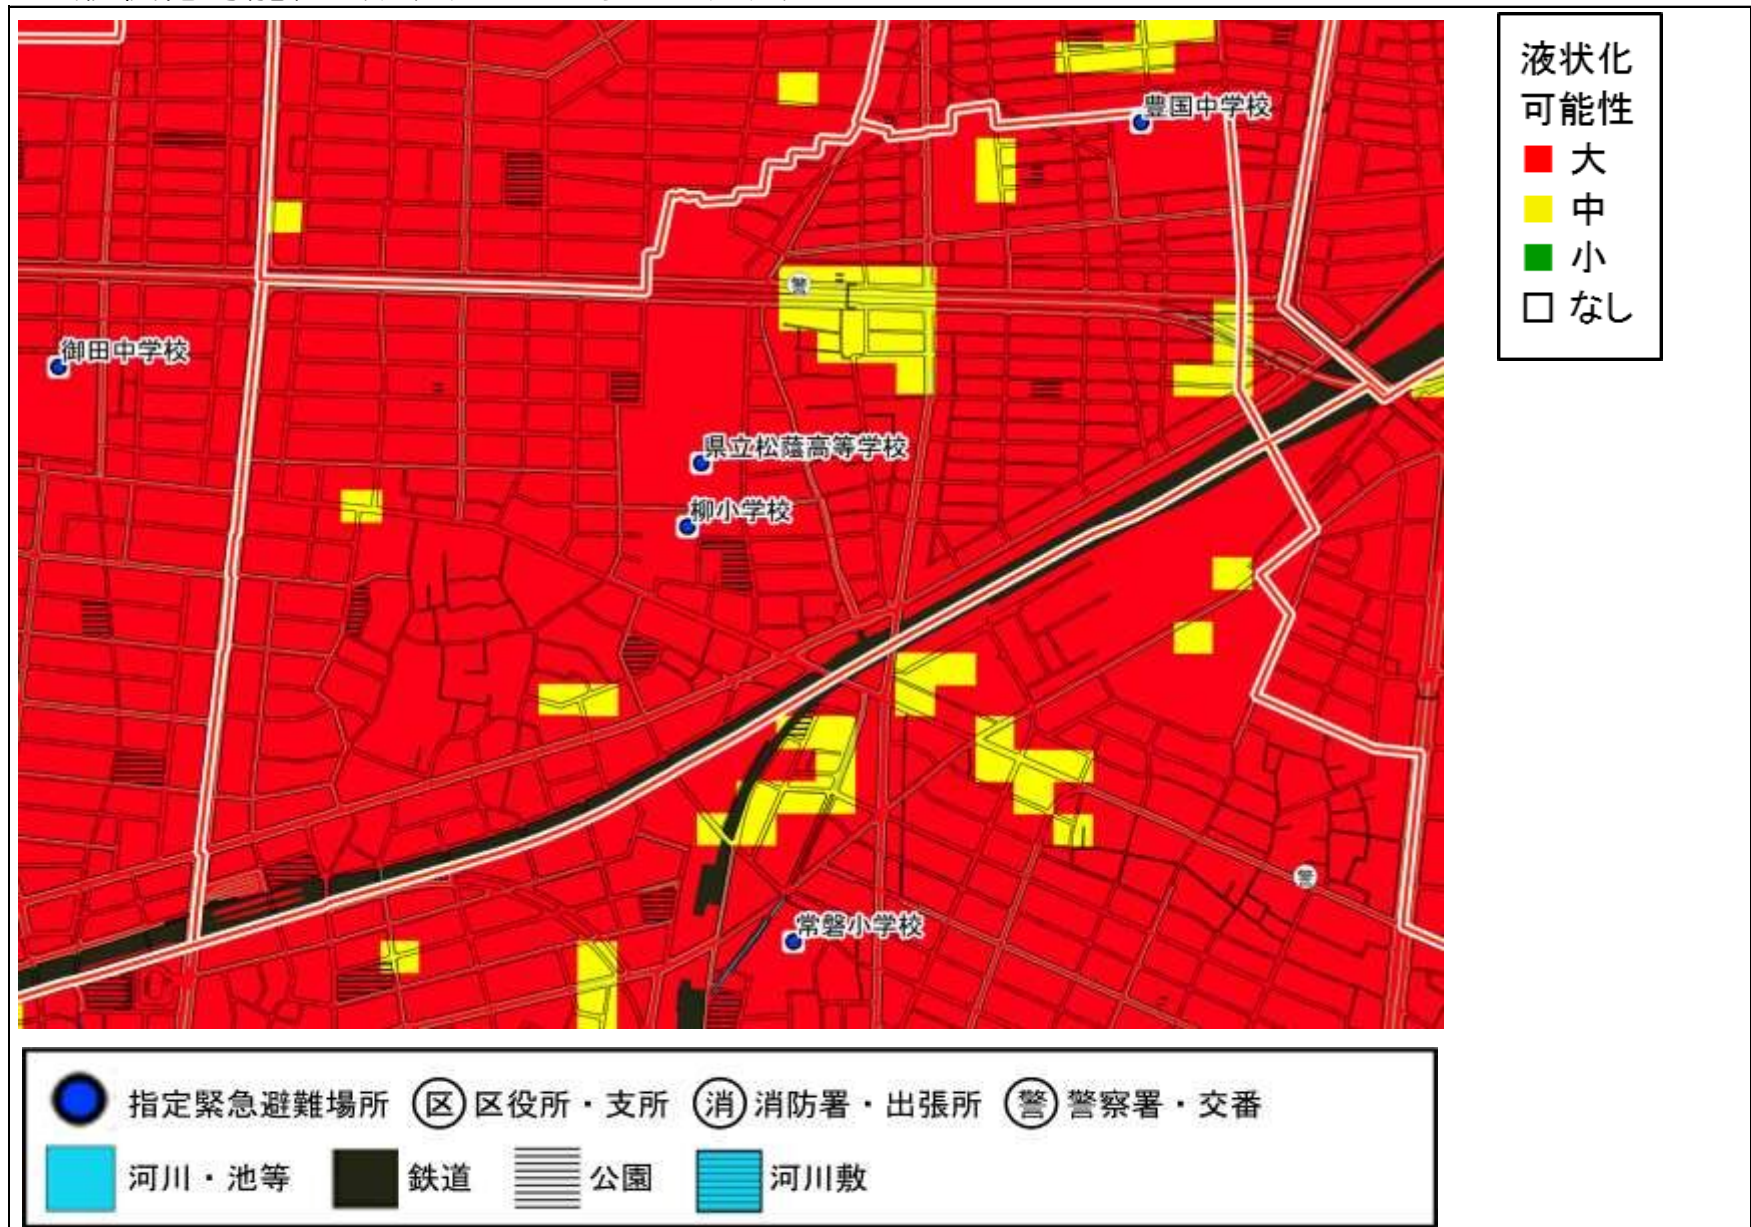 豊国中学校
警
御田中学校
県立松蔭高等学校
柳小学校
警
常磐小学校
液状化
可能性
大
中
小
なし
指定緊急避難場所 区 区役所・支所 消 消防署・出張所 警 警察署・交番
河川・池等 鉄道 公園 河川敷